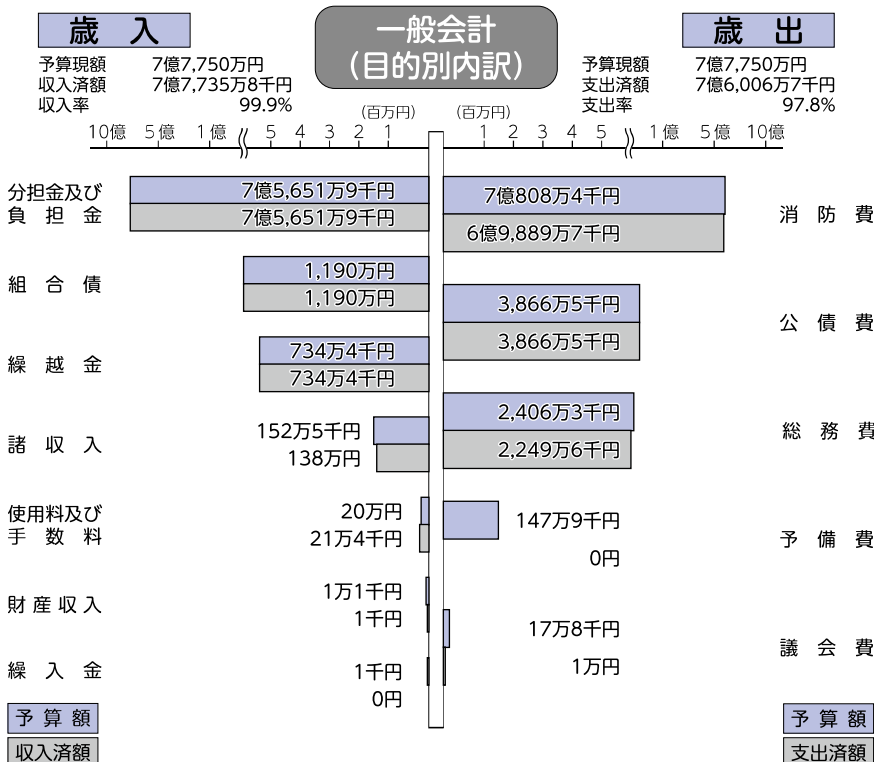 一般会計
（目的別内訳）
歳入
予算現額 7億7,750万円
収入済額 7億7,735万8千円
収入率 99.9%
歳出
予算現額 7億7,750万円
支出済額 7億6,006万7千円
支出率 97.8%
(百万円) (百万円)
10億 5億 1億 5 4 3 2 1 1 2 3 4 5 1億 5億 10億
分担金及び
負担金
7億5,651万9千円
7億5,651万9千円
組合債
1,190万円
1,190万円
繰越金
734万4千円
734万4千円
諸収入
152万5千円
138万円
使用料及び
手数料
20万円
21万4千円
財産収入
1万1千円
1千円
繰入金
1千円
0円
予算額
収入済額
7億808万4千円
6億9,889万7千円
消防費
3,866万5千円
3,866万5千円
公債費
2,406万3千円
2,249万6千円
総務費
147万9千円
0円
予備費
17万8千円
1万円
議会費
予算額
支出済額